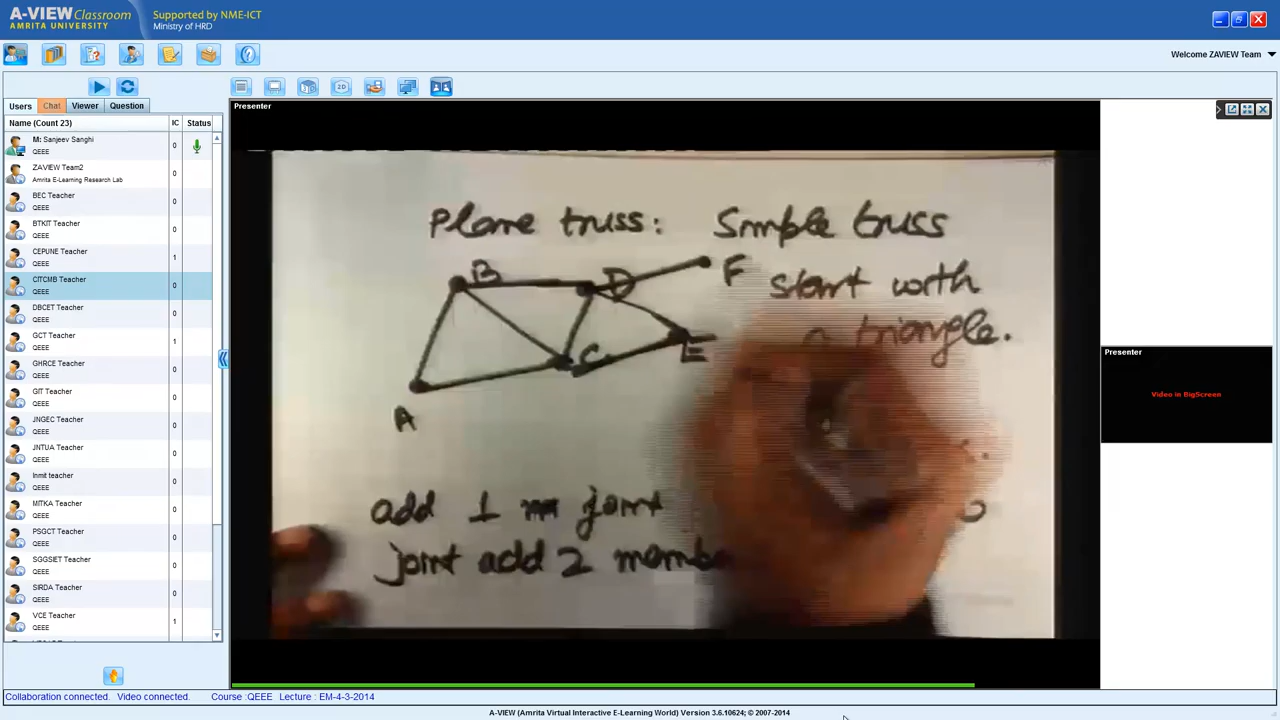 A-VIEW Classroom
AMRITA UNIVERSITY
Supported by NME-ICT
Ministry of HRD
Welcome ZAVIEW Team
Users Chat Viewer Question
Name (Count 23) IC Status
M: Sanjeev Sanghi
QEEE
0
ZAVIEW Team2
Amrita E-Learning Research Lab
0
BEC Teacher
QEEE
0
BTKIT Teacher
QEEE
0
CEPUNE Teacher
QEEE
1
CITCMB Teacher
QEEE
0
DBCET Teacher
QEEE
0
GCT Teacher
QEEE
1
GHRCE Teacher
QEEE
0
GIT Teacher
QEEE
0
JNGEC Teacher
QEEE
0
JNTUA Teacher
QEEE
0
Inmit teacher
QEEE
0
MITKA Teacher
QEEE
0
PSGCT Teacher
QEEE
0
SGGSIET Teacher
QEEE
0
SIRDA Teacher
QEEE
0
VCE Teacher
QEEE
1
2D
Presenter
Plane truss: Simple truss
B D F
start with
a triangle.
C E
A
add 1 joint
joint add 2
Presenter
Video in BigScreen
Collaboration connected. Video connected. Course :QEEE Lecture : EM-4-3-2014
A-VIEW (Amrita Virtual Interactive E-Learning World) Version 3.6.10624; © 2007-2014